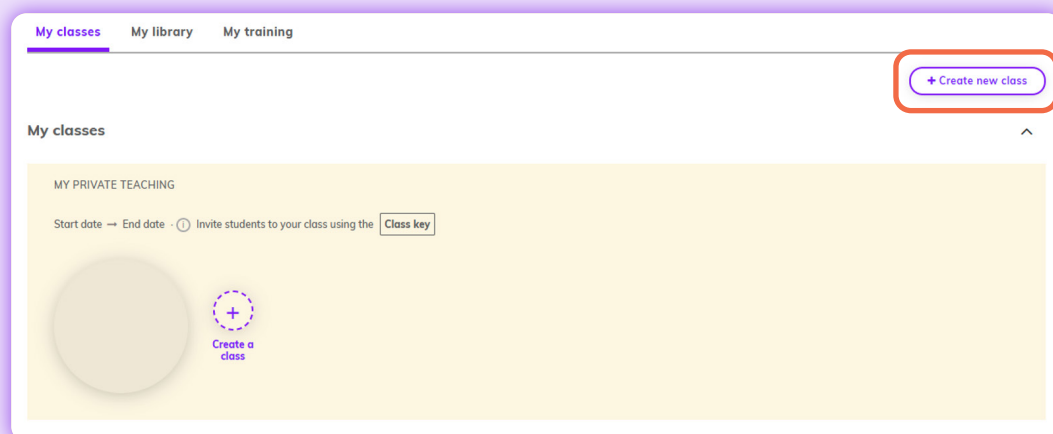 My classes My library My training
+ Create new class
My classes
MY PRIVATE TEACHING
Start date → End date · i Invite students to your class using the Class key
+
Create a
class